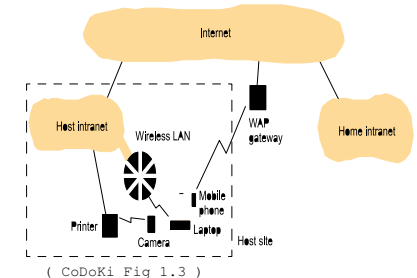 Internet
Host intranet
Wireless LAN
WAP
gateway
Home intranet
Mobile
phone
Printer
Camera
Laptop
Host site
( CoDoKi Fig 1.3 )